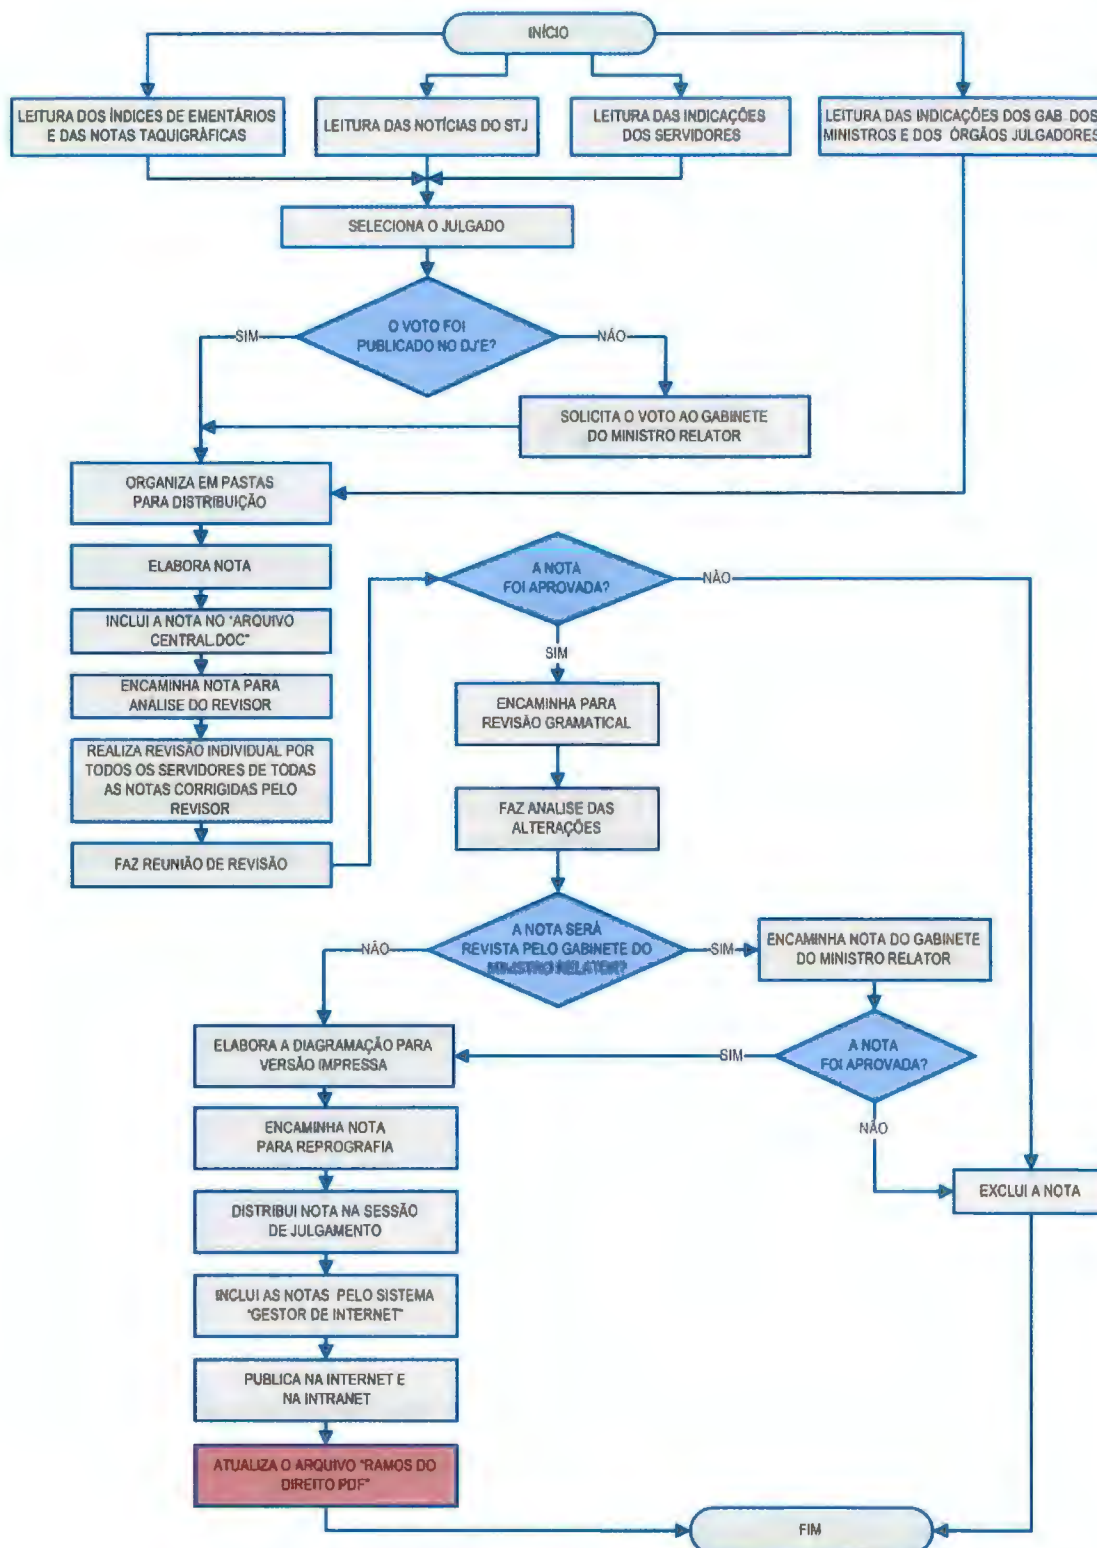 INÍCIO
LEITURA DOS ÍNDICES DE EMENTÁRIOS
E DAS NOTAS TAQUIGRÁFICAS
LEITURA DAS NOTÍCIAS DO STJ
LEITURA DAS INDICAÇÕES
DOS SERVIDORES
LEITURA DAS INDICAÇÕES DOS GAB. DOS
MINISTROS E DOS ÓRGÃOS JULGADORES
SELECIONA O JULGADO
O VOTO FOI
PUBLICADO NO DJ'E?
SIM
NÃO
SOLICITA O VOTO AO GABINETE
DO MINISTRO RELATOR
ORGANIZA EM PASTAS
PARA DISTRIBUIÇÃO
ELABORA NOTA
INCLUI A NOTA NO "ARQUIVO
CENTRAL.DOC"
ENCAMINHA NOTA PARA
ANÁLISE DO REVISOR
REALIZA REVISÃO INDIVIDUAL POR
TODOS OS SERVIDORES DE TODAS
AS NOTAS CORRIGIDAS PELO
REVISOR
FAZ REUNIÃO DE REVISÃO
A NOTA
FOI APROVADA?
NÃO
SIM
ENCAMINHA PARA
REVISÃO GRAMATICAL
FAZ ANALISE DAS
ALTERAÇÕES
A NOTA SERÁ
REVISTA PELO GABINETE DO
MINISTRO RELATOR?
NÃO
SIM
ENCAMINHA NOTA DO GABINETE
DO MINISTRO RELATOR
A NOTA
FOI APROVADA?
SIM
NÃO
ELABORA A DIAGRAMAÇÃO PARA
VERSÃO IMPRESSA
ENCAMINHA NOTA
PARA REPROGRAFIA
EXCLUI A NOTA
DISTRIBUI NOTA NA SESSÃO
DE JULGAMENTO
INCLUI AS NOTAS PELO SISTEMA
"GESTOR DE INTERNET"
PUBLICA NA INTERNET E
NA INTRANET
ATUALIZA O ARQUIVO "RAMOS DO
DIREITO PDF"
FIM